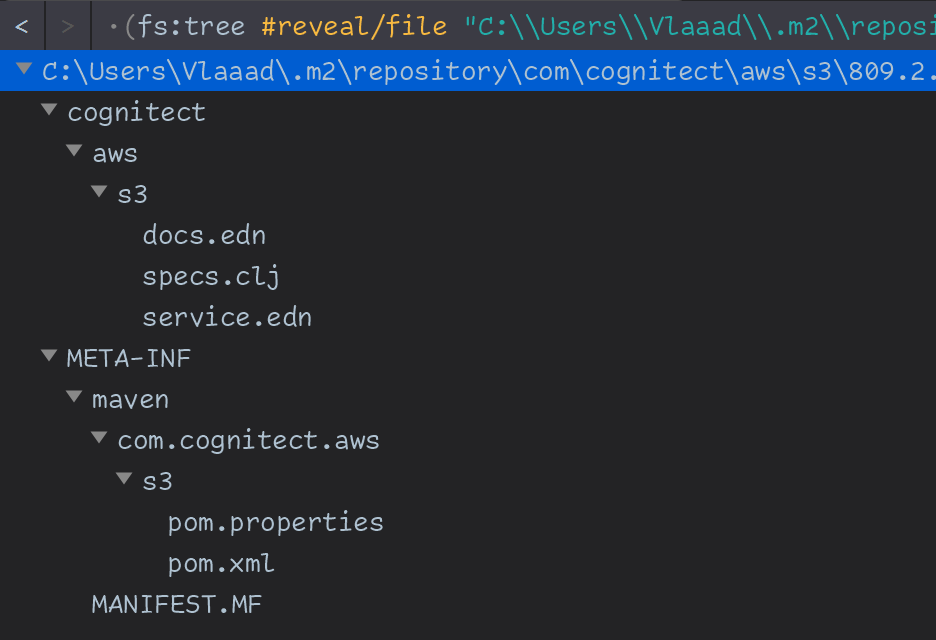 < > ·(fs:tree #reveal/file "C:\\Users\\Vlaaad\\.m2\\reposi
C:\Users\Vlaaad\.m2\repository\com\cognitect\aws\s3\809.2.
cognitect
aws
s3
docs.edn
specs.clj
service.edn
META-INF
maven
com.cognitect.aws
s3
pom.properties
pom.xml
MANIFEST.MF